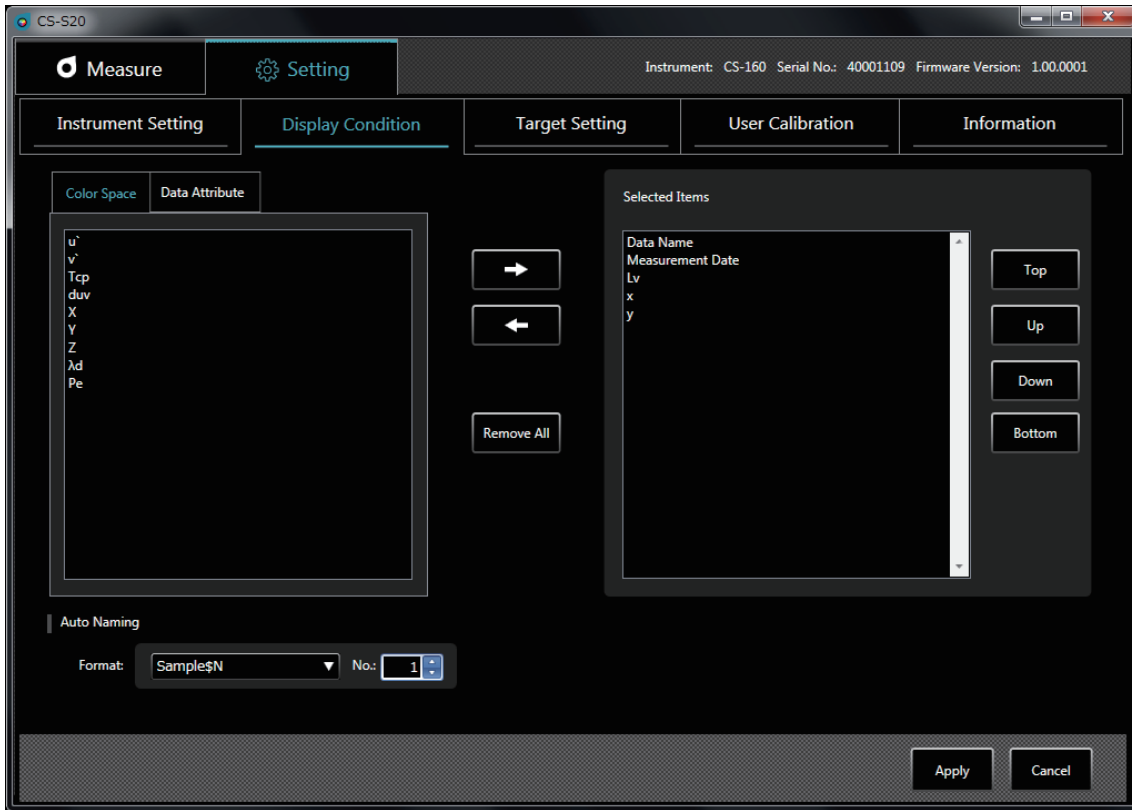 CS-S20
Measure
Setting
Instrument: CS-160 Serial No.: 40001109 Firmware Version: 1.00.0001
Instrument Setting
Display Condition
Target Setting
User Calibration
Information
Color Space
Data Attribute
u`
v`
Tcp
duv
X
Y
Z
λd
Pe
Remove All
Selected Items
Data Name
Measurement Date
Lv
x
y
Top
Up
Down
Bottom
Auto Naming
Format: Sample$N No.: 1
Apply
Cancel